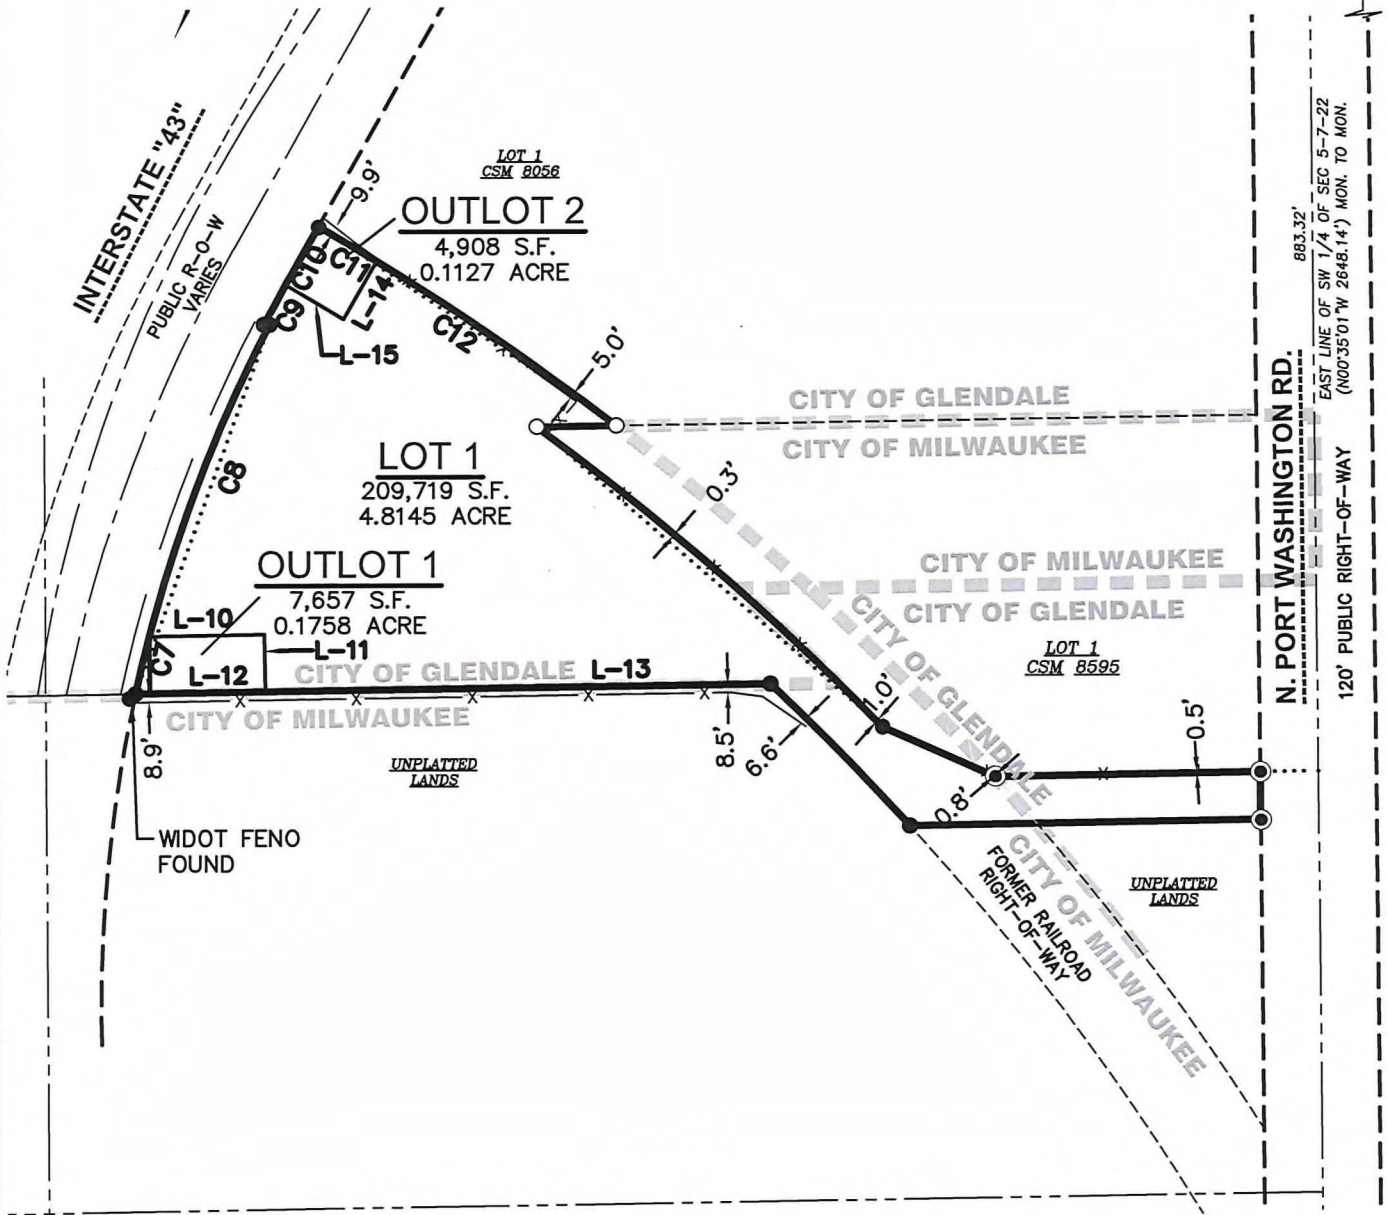 INTERSTATE "43"
PUBLIC R-O-W
VARIES
LOT 1
CSM 8056
9.9'
OUTLOT 2
4,908 S.F.
0.1127 ACRE
C10
C11
C9
L-14
L-15
C12
5.0'
883.32'
EAST LINE OF SW 1/4 OF SEC 5-7-22
(N00°35'01"W 2648.14') MON. TO MON.
N. PORT WASHINGTON RD.
120' PUBLIC RIGHT-OF-WAY
CITY OF GLENDALE
CITY OF MILWAUKEE
C8
LOT 1
209,719 S.F.
4.8145 ACRE
0.3'
CITY OF MILWAUKEE
CITY OF GLENDALE
OUTLOT 1
7,657 S.F.
0.1758 ACRE
L-10
L-11
C7
L-12
CITY OF GLENDALE
L-13
CITY OF MILWAUKEE
CITY OF GLENDALE
LOT 1
CSM 8595
1.0'
8.9'
UNPLATTED
LANDS
8.5'
6.6'
0.5'
0.8'
WIDOT FENO
FOUND
CITY OF MILWAUKEE
FORMER RAILROAD
RIGHT-OF-WAY
UNPLATTED
LANDS